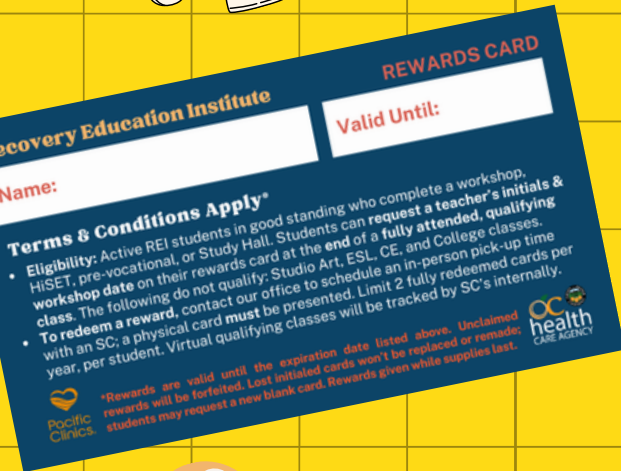 REWARDS CARD
ecovery Education Institute
Name:
Valid Until:
Terms & Conditions Apply*
• Eligibility: Active REI students in good standing who complete a workshop,
HiSET, pre-vocational, or Study Hall. Students can request a teacher's initials &
workshop date on their rewards card at the end of a fully attended, qualifying
class. The following do not qualify: Studio Art, ESL, CE, and College classes.
• To redeem a reward, contact our office to schedule an in-person pick-up time
with an SC; a physical card must be presented. Limit 2 fully redeemed cards per
year, per student. Virtual qualifying classes will be tracked by SC's internally.
*Rewards are valid until the expiration date listed above. Unclaimed
rewards will be forfeited. Lost initialed cards won't be replaced or remade;
students may request a new blank card. Rewards given while supplies last.
Pacific
Clinics.
OC
health
CARE AGENCY